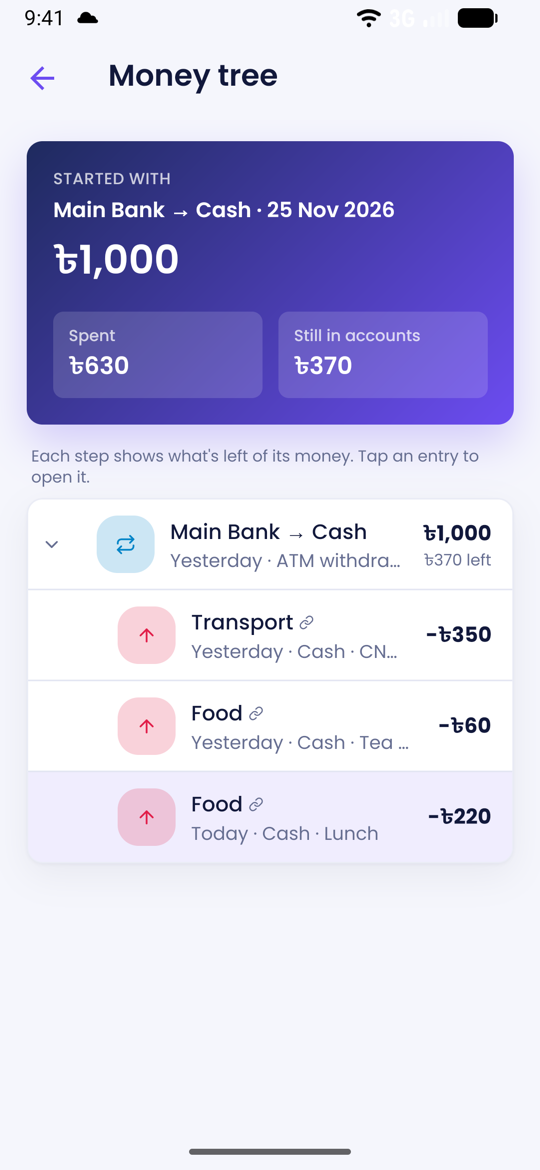 9:41
3G
Money tree
STARTED WITH
Main Bank → Cash · 25 Nov 2026
৳1,000
Spent
৳630
Still in accounts
৳370
Each step shows what's left of its money. Tap an entry to
open it.
Main Bank → Cash
৳1,000
Yesterday · ATM withdra...
৳370 left
Transport
Yesterday · Cash · CN...
-৳350
Food
Yesterday · Cash · Tea ...
-৳60
Food
Today · Cash · Lunch
-৳220